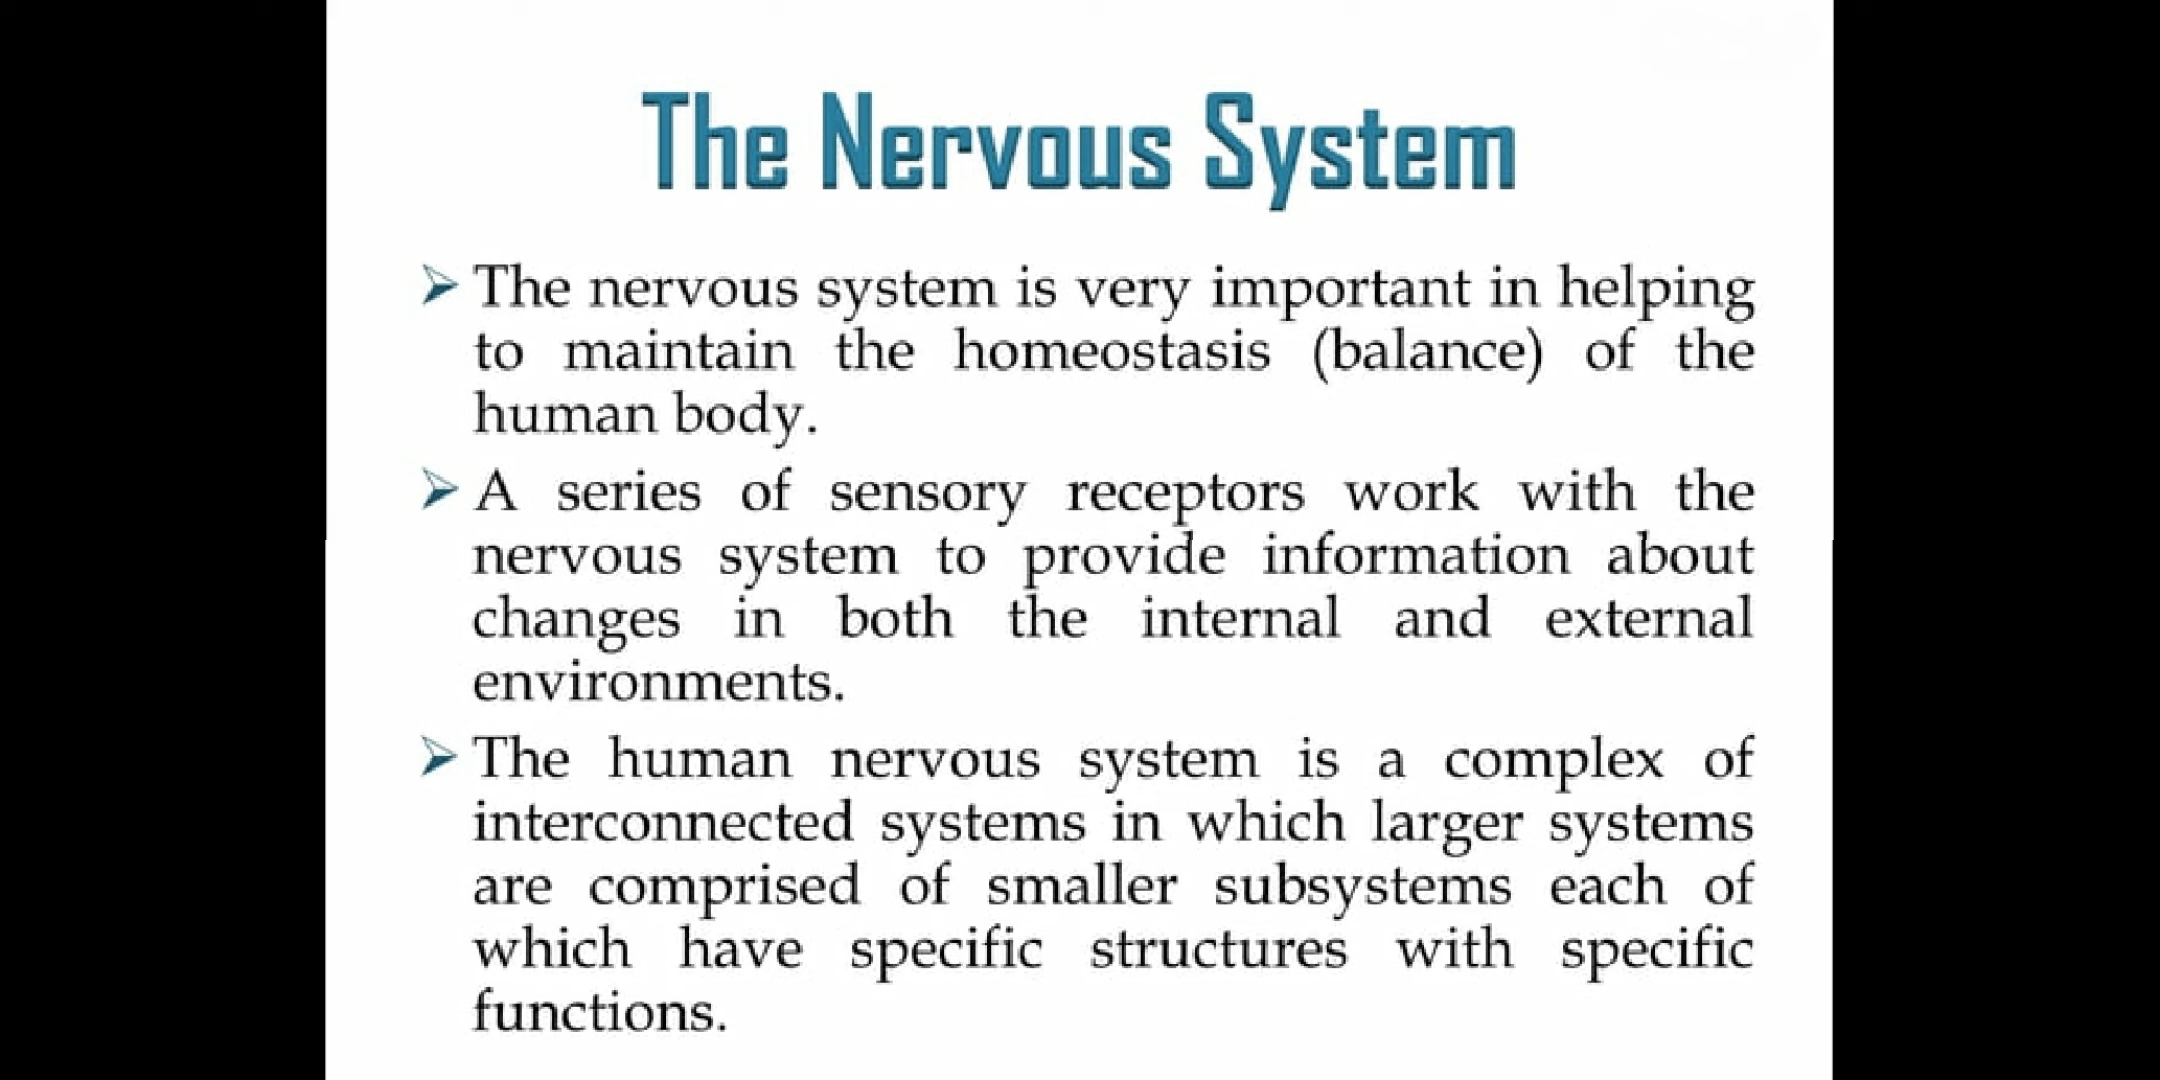 The Nervous System
The nervous system is very important in helping
to maintain the homeostasis (balance) of the
human body.
A series of sensory receptors work with the
nervous system to provide information about
changes in both the internal and external
environments.
The human nervous system is a complex of
interconnected systems in which larger systems
are comprised of smaller subsystems each of
which have specific structures with specific
functions.